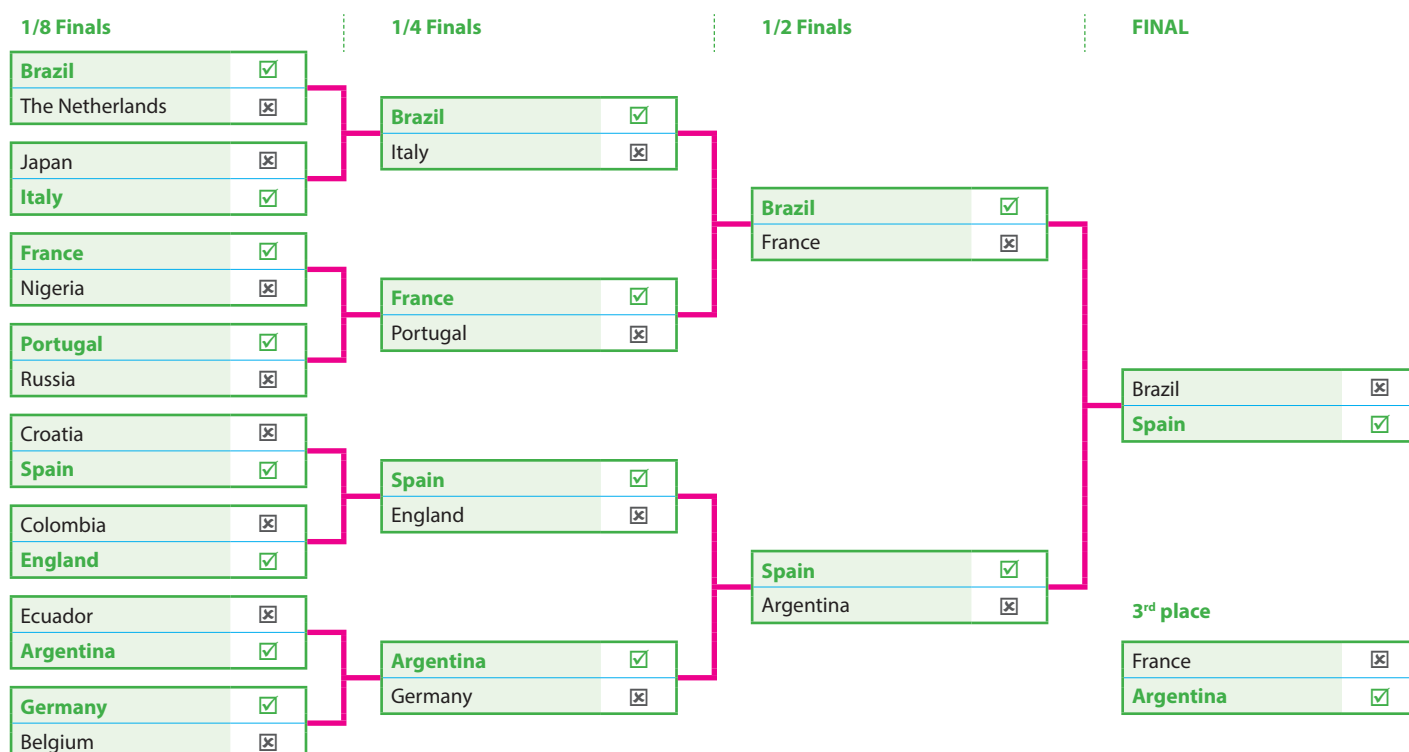 1/8 Finals
Brazil
The Netherlands
Japan
Italy
France
Nigeria
Portugal
Russia
Croatia
Spain
Colombia
England
Ecuador
Argentina
Germany
Belgium
1/4 Finals
Brazil
Italy
France
Portugal
Spain
England
Argentina
Germany
1/2 Finals
Brazil
France
Spain
Argentina
FINAL
Brazil
Spain
3rd place
France
Argentina